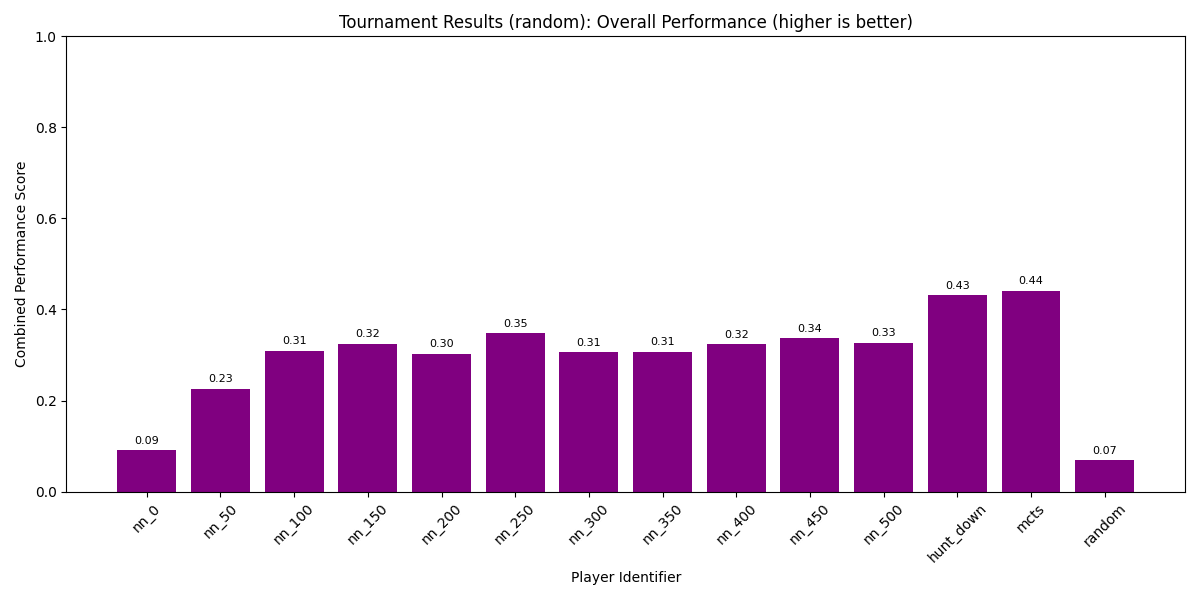 Tournament Results (random): Overall Performance (higher is better)
Combined Performance Score
1.0
0.8
0.6
0.4
0.2
0.0
0.09
0.23
0.31
0.32
0.30
0.35
0.31
0.31
0.32
0.34
0.33
0.43
0.44
0.07
nn_0
nn_50
nn_100
nn_150
nn_200
nn_250
nn_300
nn_350
nn_400
nn_450
nn_500
hunt_down
mcts
random
Player Identifier